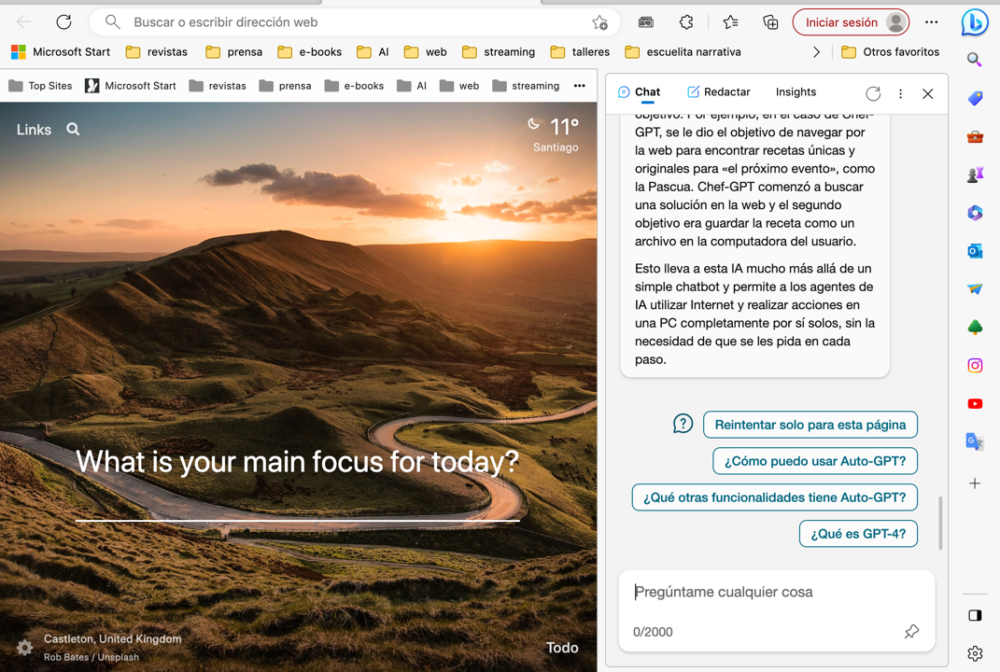 Buscar o escribir dirección web
Iniciar sesión
Microsoft Start
revistas
prensa
e-books
AI
web
streaming
talleres
escuelita narrativa
Otros favoritos
Top Sites
Microsoft Start
revistas
prensa
e-books
AI
web
streaming
Links
11°
Santiago
What is your main focus for today?
Castleton, United Kingdom
Rob Bates / Unsplash
Todo
Chat
Redactar
Insights
objetivo. Por ejemplo, en el caso de Chef-
GPT, se le dio el objetivo de navegar por
la web para encontrar recetas únicas y
originales para «el próximo evento», como
la Pascua. Chef-GPT comenzó a buscar
una solución en la web y el segundo
objetivo era guardar la receta como un
archivo en la computadora del usuario.
Esto lleva a esta IA mucho más allá de un
simple chatbot y permite a los agentes de
IA utilizar Internet y realizar acciones en
una PC completamente por sí solos, sin la
necesidad de que se les pida en cada
paso.
Reintentar solo para esta página
¿Cómo puedo usar Auto-GPT?
¿Qué otras funcionalidades tiene Auto-GPT?
¿Qué es GPT-4?
Pregúntame cualquier cosa
0/2000